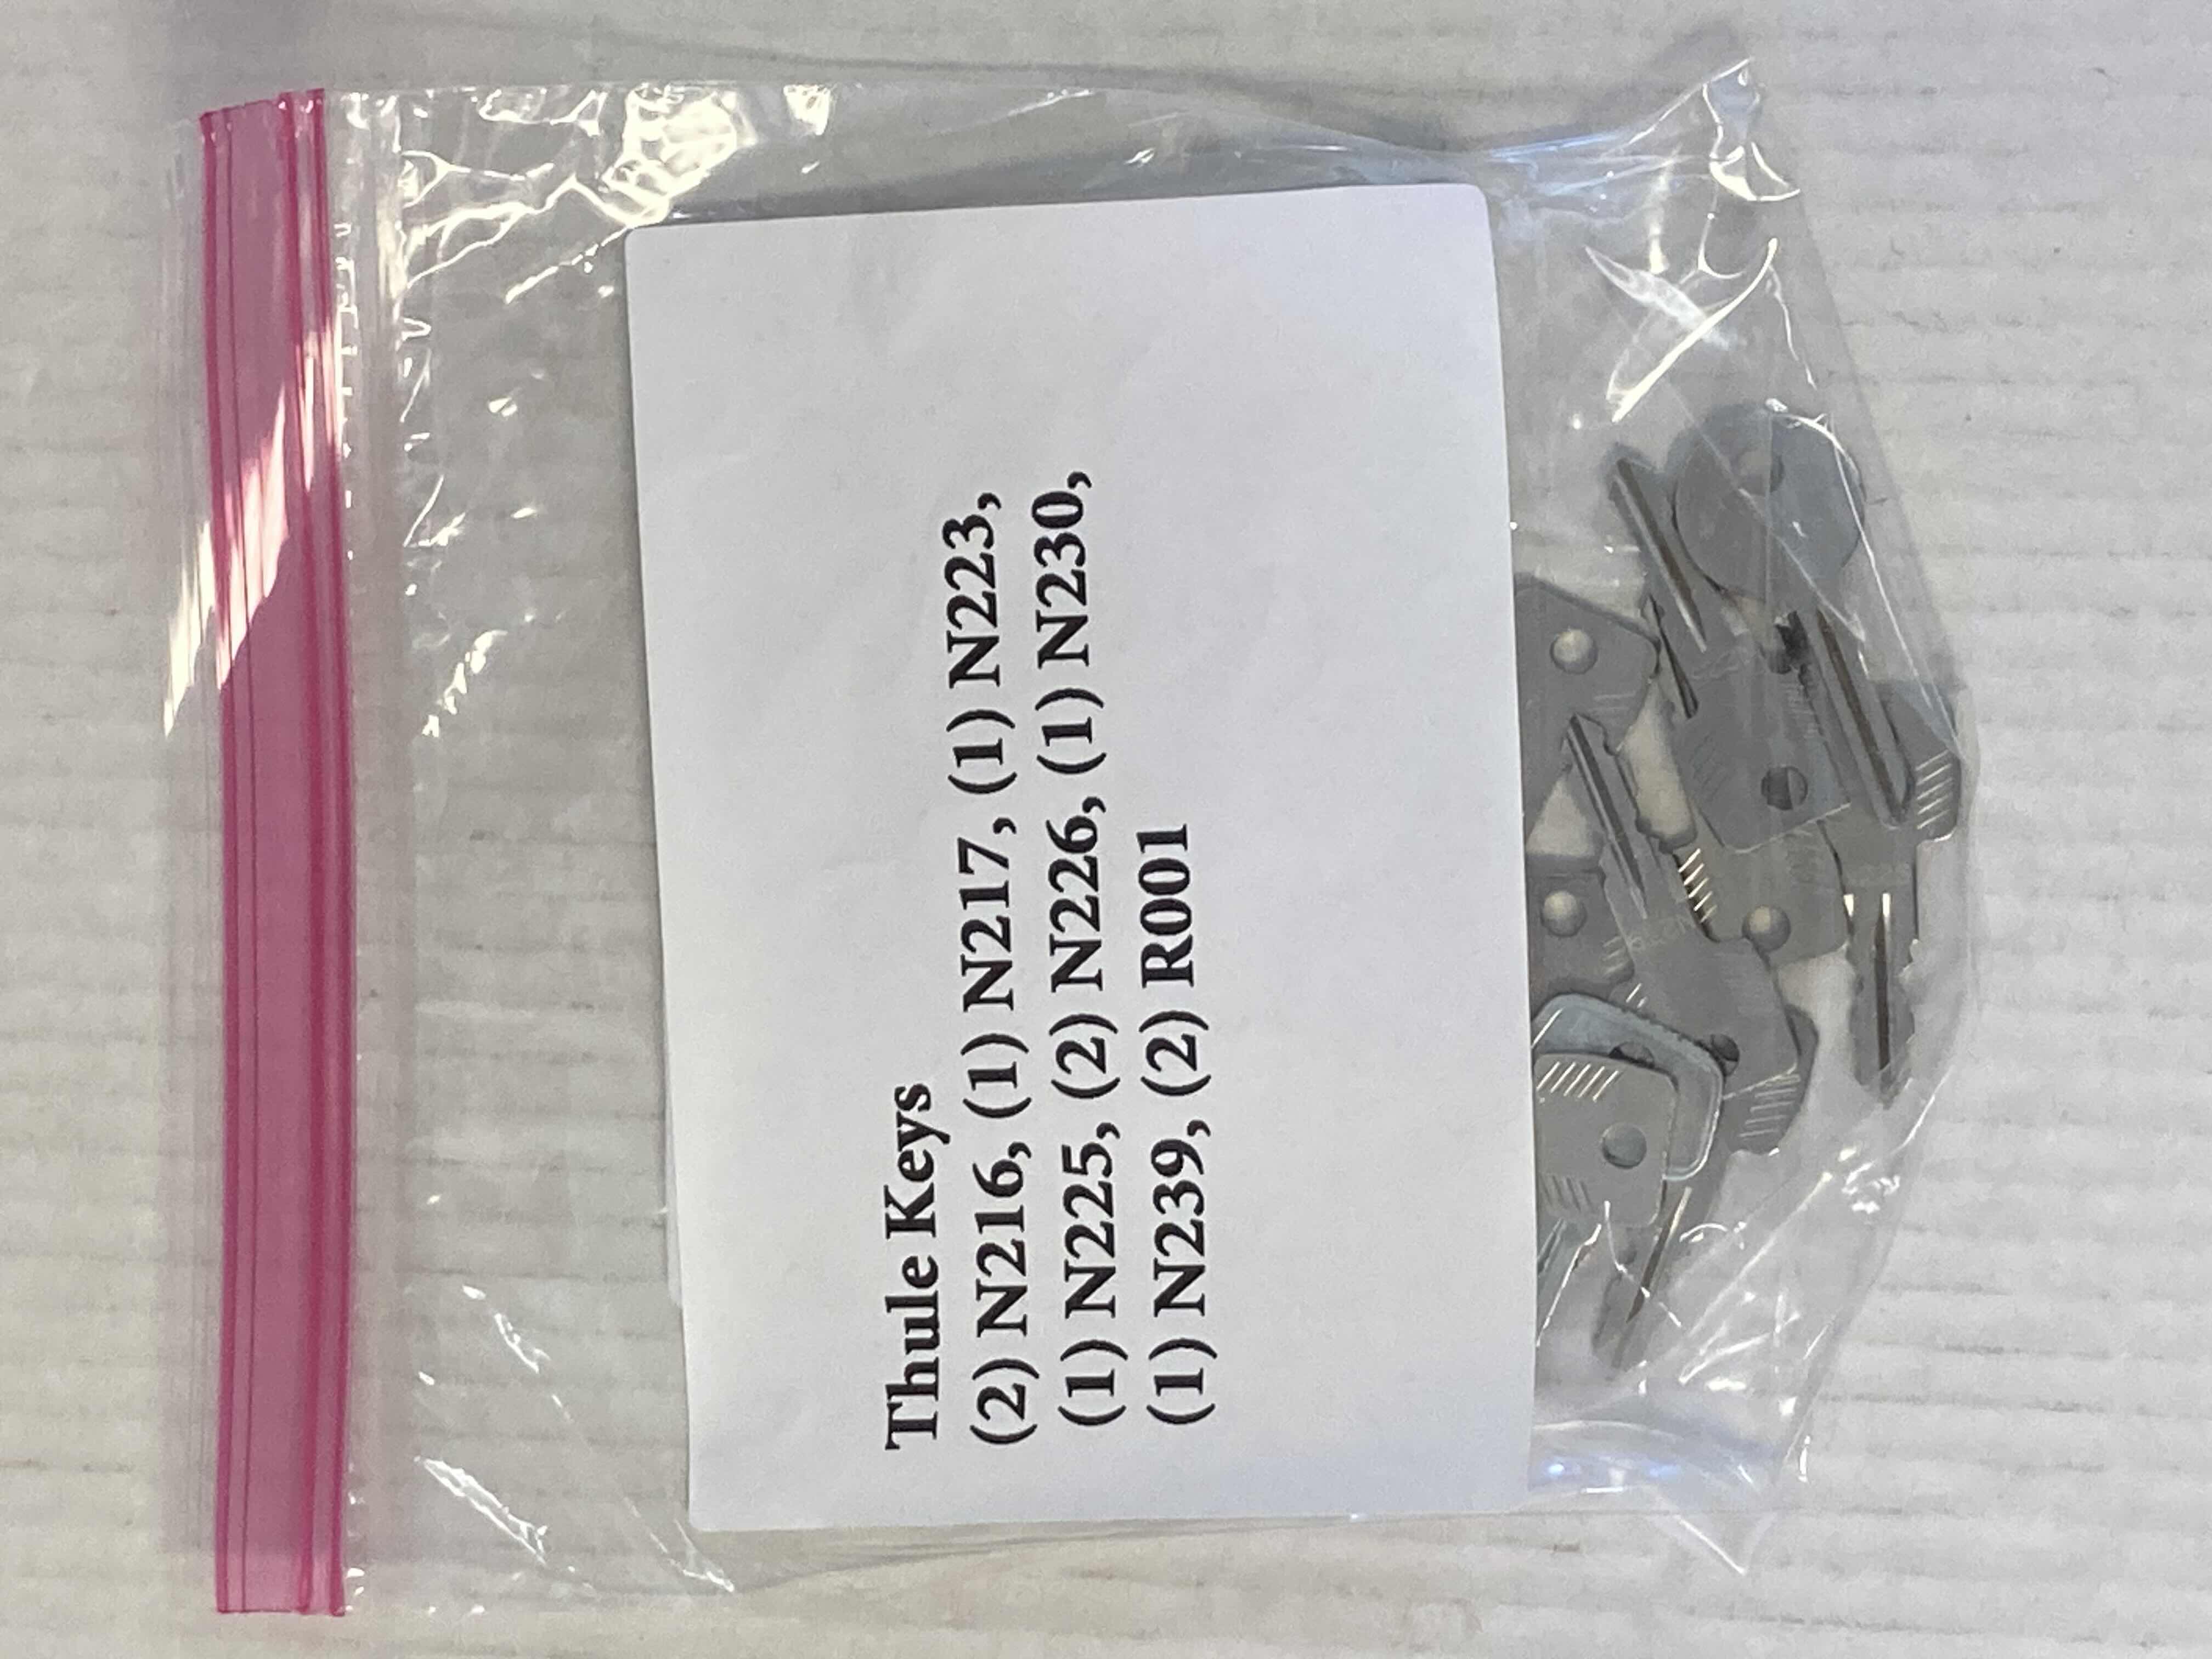 Thule Keys
(2) N216, (1) N217, (1) N223,
(1) N225, (2) N226, (1) N230,
(1) N239, (2) R001